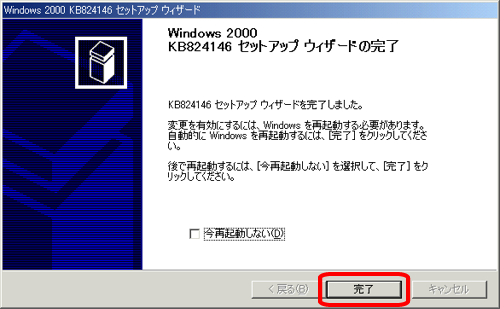 Windows 2000 KB824146 セットアップ ウィザード
Windows 2000
KB824146 セットアップ ウィザードの完了
KB824146 セットアップ ウィザードを完了しました。
変更を有効にするには、Windows を再起動する必要があります。
自動的に Windows を再起動するには、[完了] をクリックしてくださ
い。
後で再起動するには、[今再起動しない] を選択して、[完了] をク
リックしてください。
今再起動しない(D)
< 戻る(B)
完了
キャンセル